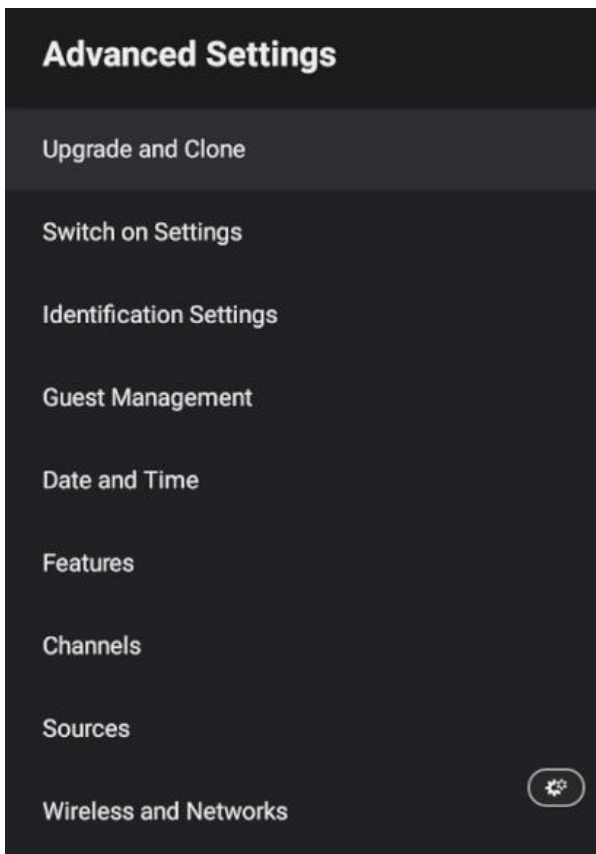 Advanced Settings
Upgrade and Clone
Switch on Settings
Identification Settings
Guest Management
Date and Time
Features
Channels
Sources
Wireless and Networks